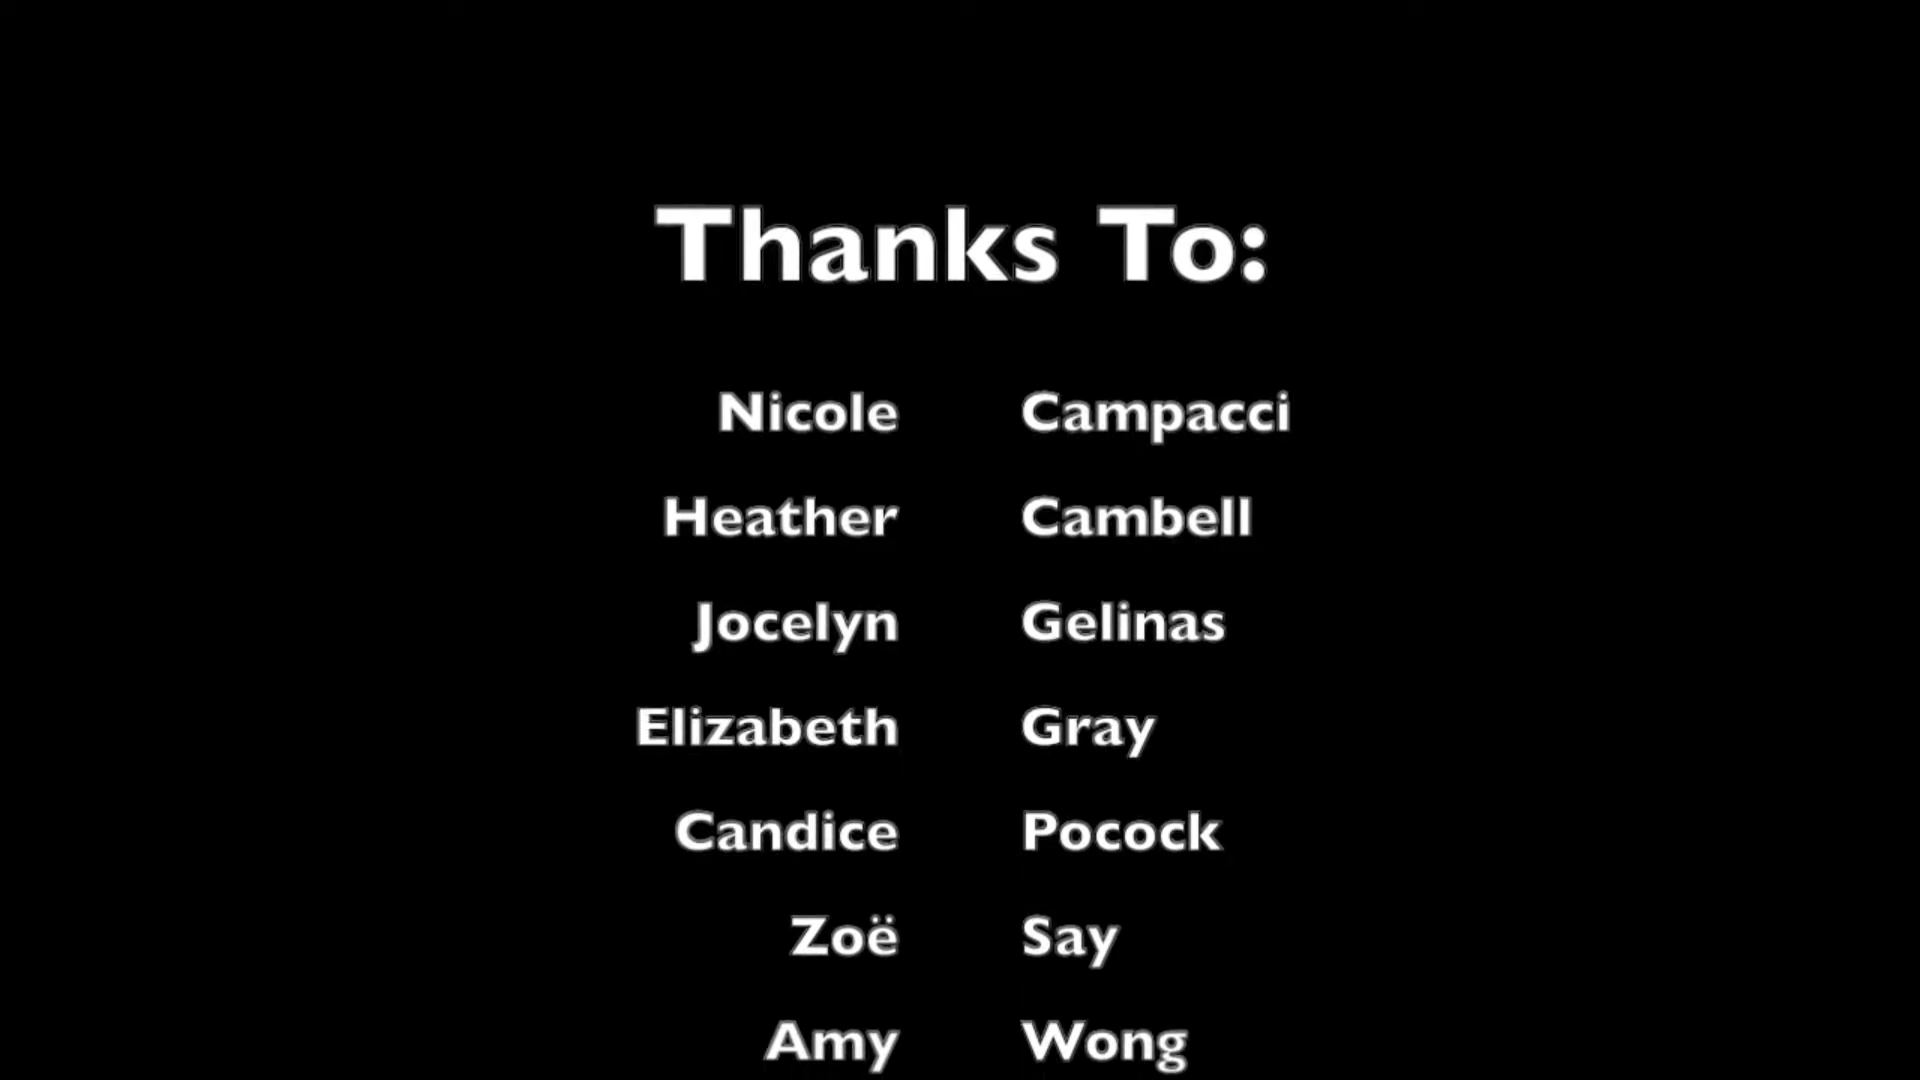 Thanks To:
Nicole Campacci
Heather Cambell
Jocelyn Gelinas
Elizabeth Gray
Candice Pocock
Zoë Say
Amy Wong